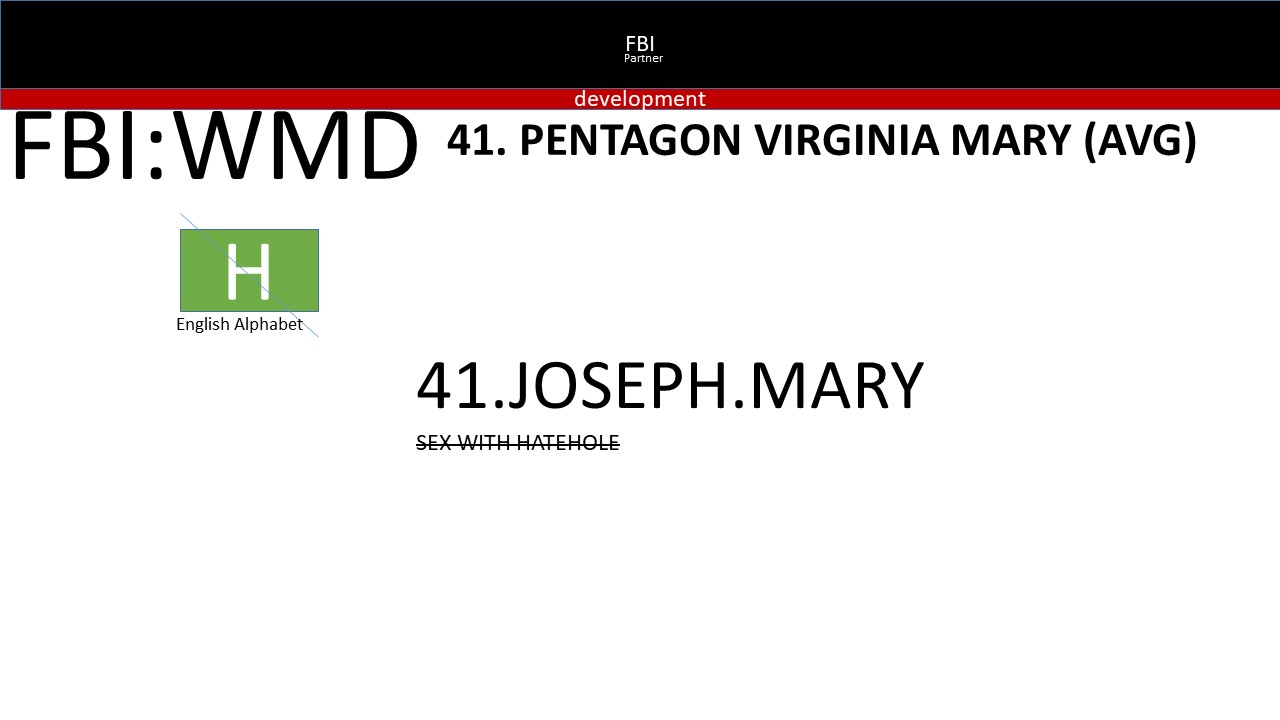 FBI
Partner
development
FBI:WMD
41. PENTAGON VIRGINIA MARY (AVG)
H
English Alphabet
41.JOSEPH.MARY
SEX WITH HATEHOLE